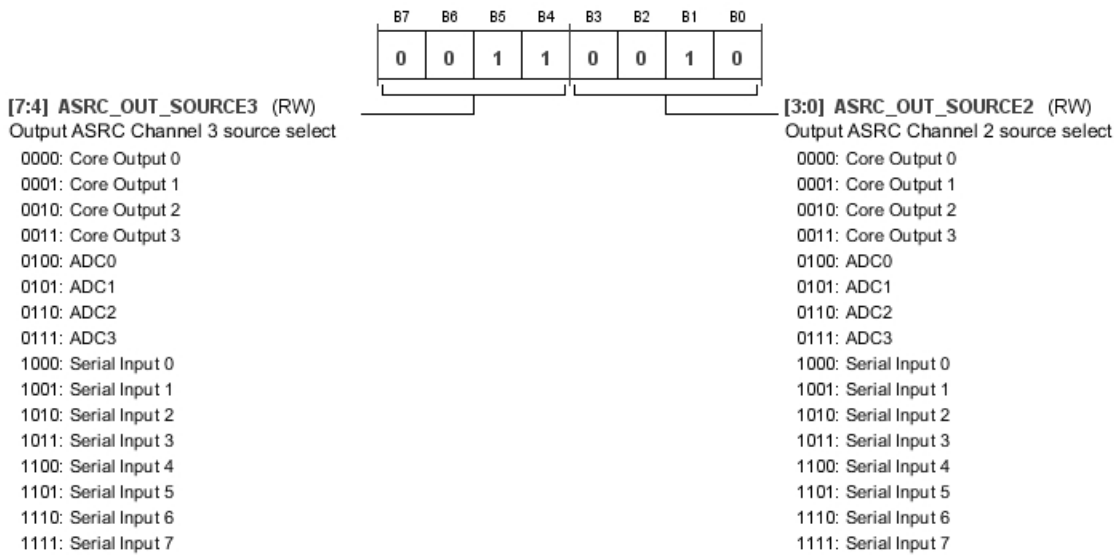 B7 B6 B5 B4 B3 B2 B1 B0
0 0 1 1 0 0 1 0
[7:4] ASRC_OUT_SOURCE3 (RW)
Output ASRC Channel 3 source select
0000: Core Output 0
0001: Core Output 1
0010: Core Output 2
0011: Core Output 3
0100: ADC0
0101: ADC1
0110: ADC2
0111: ADC3
1000: Serial Input 0
1001: Serial Input 1
1010: Serial Input 2
1011: Serial Input 3
1100: Serial Input 4
1101: Serial Input 5
1110: Serial Input 6
1111: Serial Input 7
[3:0] ASRC_OUT_SOURCE2 (RW)
Output ASRC Channel 2 source select
0000: Core Output 0
0001: Core Output 1
0010: Core Output 2
0011: Core Output 3
0100: ADC0
0101: ADC1
0110: ADC2
0111: ADC3
1000: Serial Input 0
1001: Serial Input 1
1010: Serial Input 2
1011: Serial Input 3
1100: Serial Input 4
1101: Serial Input 5
1110: Serial Input 6
1111: Serial Input 7